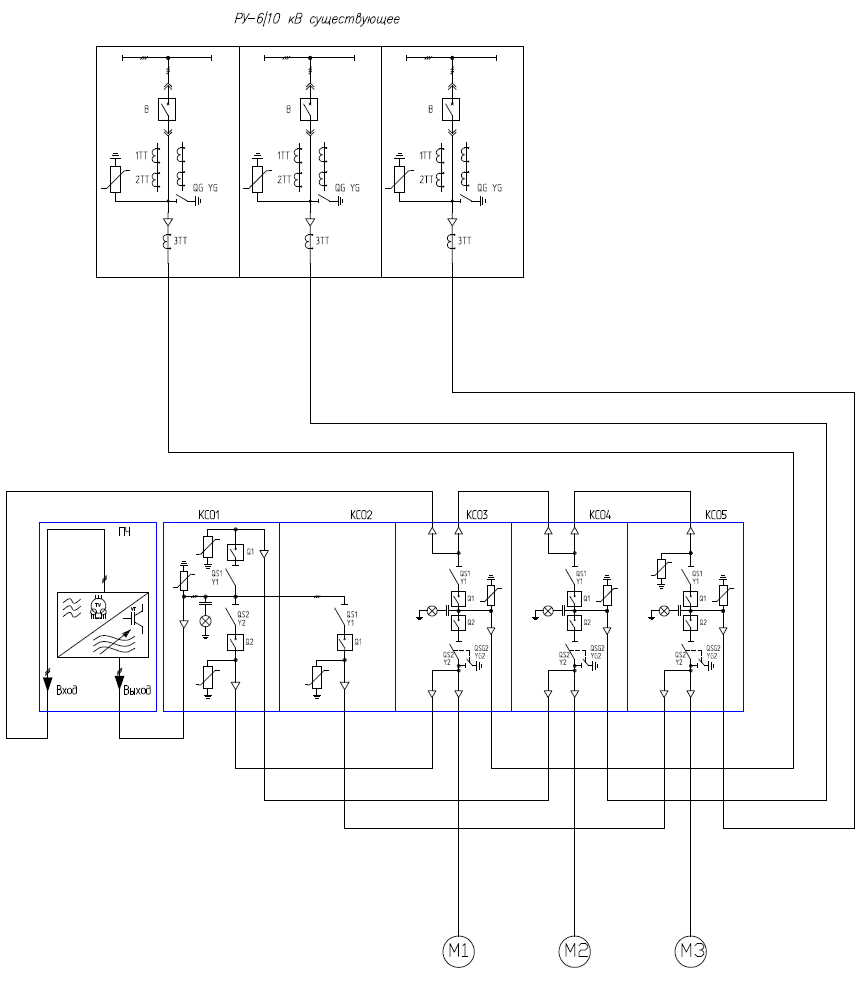 РУ-6/10 кВ существующее
В В В
1ТТ 1ТТ 1ТТ
2ТТ 2ТТ 2ТТ
QG YG QG YG QG YG
3ТТ 3ТТ 3ТТ
КСО1 КСО2 КСО3 КСО4 КСО5
ПЧ
Q1
QS1 QS1 QS1 QS1
Y1 Y1 Y1 Y1
TV VT
Q1 Q1 Q1
QS2 QS1
Y2 Y1
Q2 Q2 Q2
Q2 Q1
QS2 QSG2 QS2 QSG2 QS2 QSG2
Y2 YG2 Y2 YG2 Y2 YG2
Вход Выход
М1 М2 М3